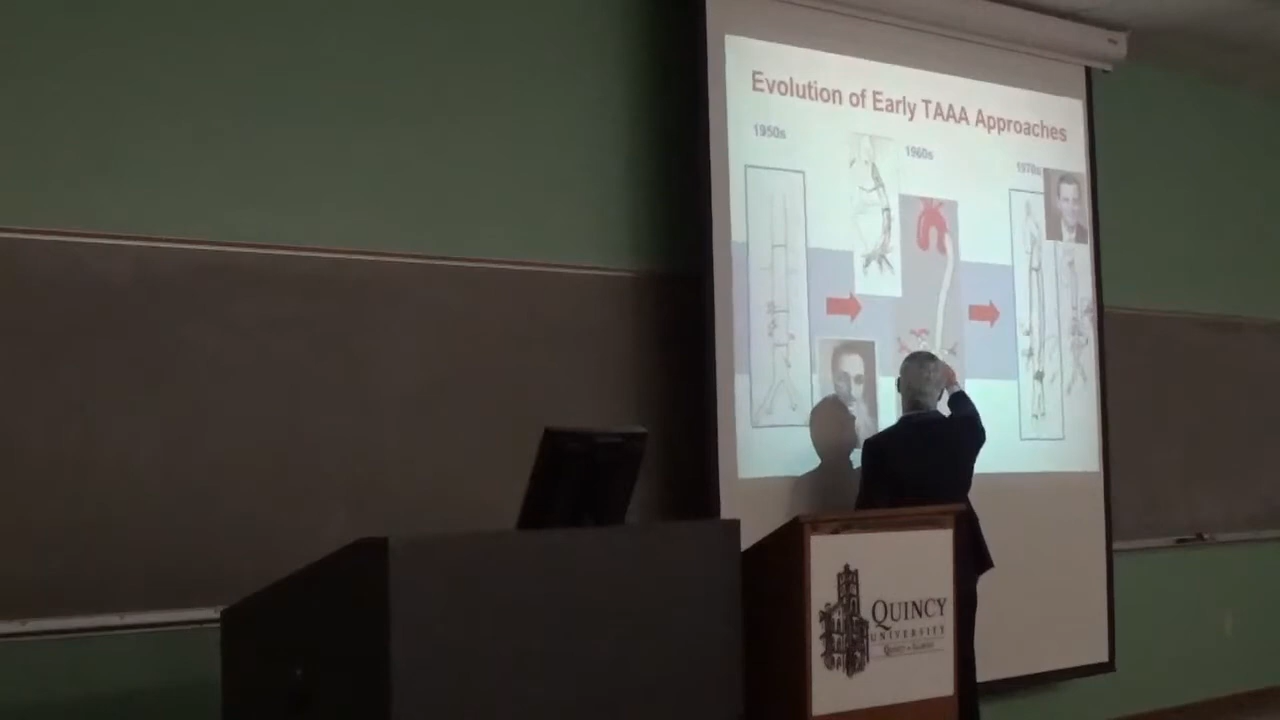 Evolution of Early TAAA Approaches
1950s
1960s
1970s
QUINCY
UNIVERSITY